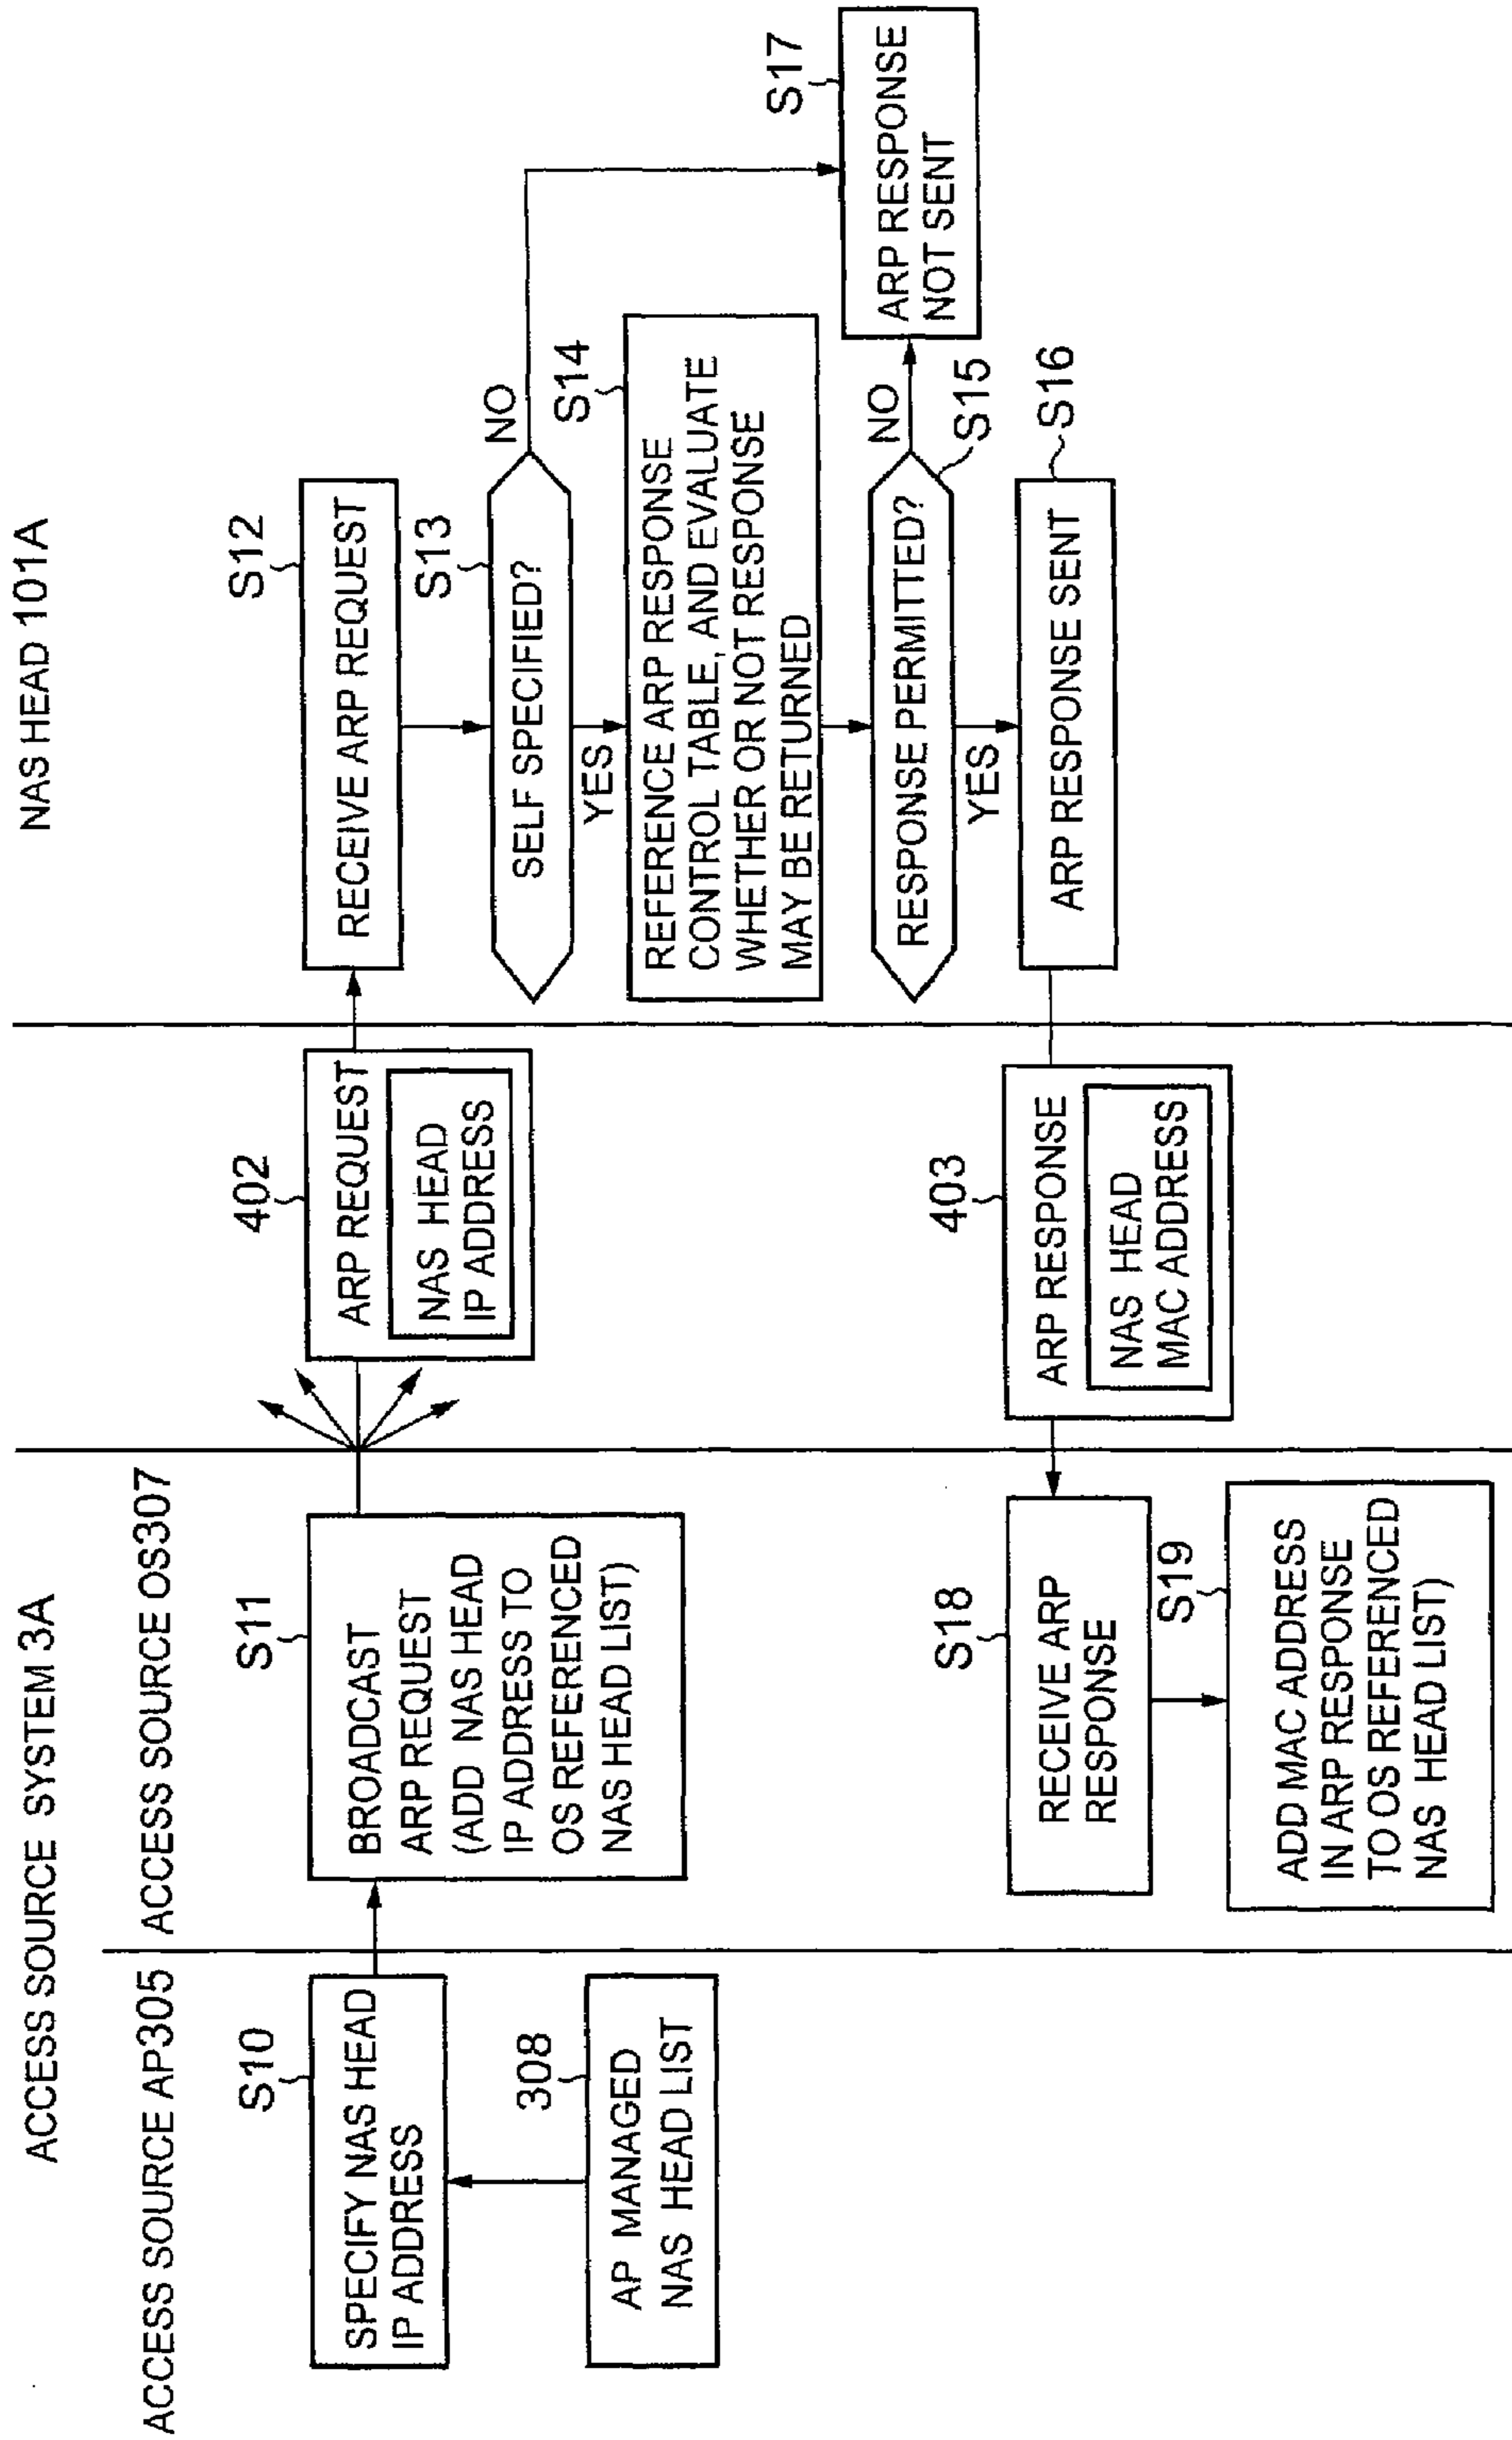 ACCESS SOURCE SYSTEM 3A
ACCESS SOURCE AP305
ACCESS SOURCE OS307
NAS HEAD 101A
S10
SPECIFY NAS HEAD
IP ADDRESS
308
AP MANAGED
NAS HEAD LIST
S11
BROADCAST
ARP REQUEST
(ADD NAS HEAD
IP ADDRESS TO
OS REFERENCED
NAS HEAD LIST)
402
ARP REQUEST
NAS HEAD
IP ADDRESS
S12
RECEIVE ARP REQUEST
S13
SELF SPECIFIED?
NO
YES
S14
REFERENCE ARP RESPONSE
CONTROL TABLE, AND EVALUATE
WHETHER OR NOT RESPONSE
MAY BE RETURNED
RESPONSE PERMITTED?
S15
NO
YES
S17
ARP RESPONSE
NOT SENT
S16
ARP RESPONSE SENT
403
ARP RESPONSE
NAS HEAD
MAC ADDRESS
S18
RECEIVE ARP
RESPONSE
S19
ADD MAC ADDRESS
IN ARP RESPONSE
TO OS REFERENCED
NAS HEAD LIST)